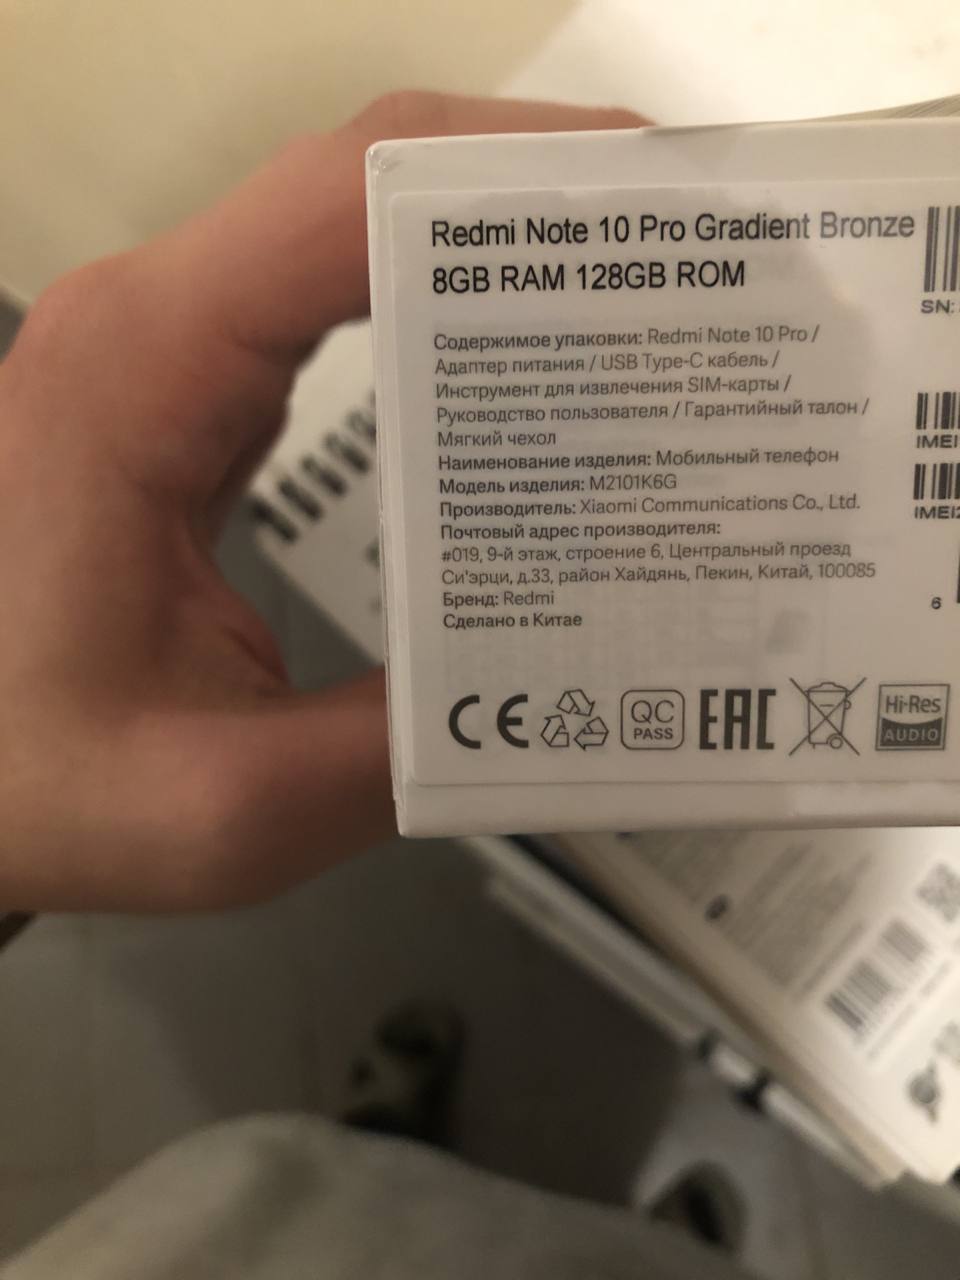 Redmi Note 10 Pro Gradient Bronze
8GB RAM 128GB ROM
SN:
Содержимое упаковки: Redmi Note 10 Pro /
Адаптер питания / USB Type-C кабель /
Инструмент для извлечения SIM-карты /
Руководство пользователя / Гарантийный талон /
Мягкий чехол
Наименование изделия: Мобильный телефон
Модель изделия: M2101K6G
Производитель: Xiaomi Communications Co., Ltd.
Почтовый адрес производителя:
#019, 9-й этаж, строение 6, Центральный проезд
Си'эрци, д.33, район Хайдянь, Пекин, Китай, 100085
Бренд: Redmi
Сделано в Китае
IMEI
IMEI2
6
CE
QC
PASS
EAC
Hi-Res
AUDIO